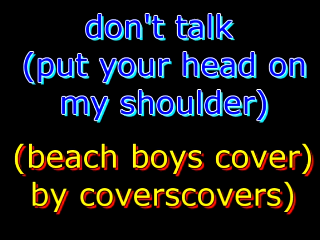 don't talk
(put your head on
my shoulder)
(beach boys cover)
by coverscovers)